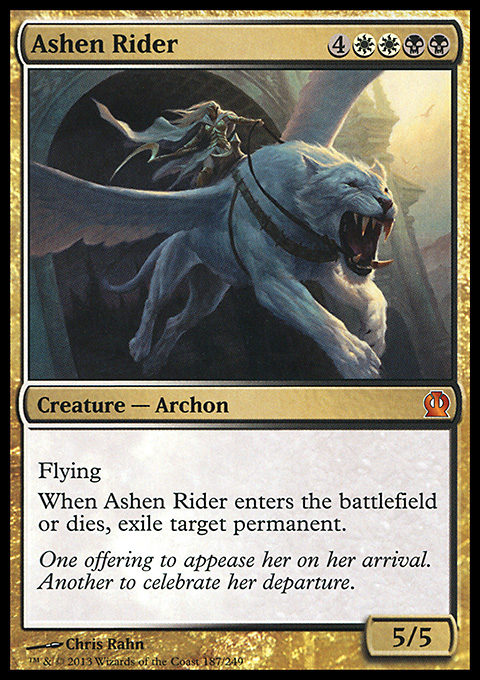 Ashen Rider 4
Creature — Archon
Flying
When Ashen Rider enters the battlefield
or dies, exile target permanent.
One offering to appease her on her arrival.
Another to celebrate her departure.
5/5
Chris Rahn
™ & © 2013 Wizards of the Coast 187/249